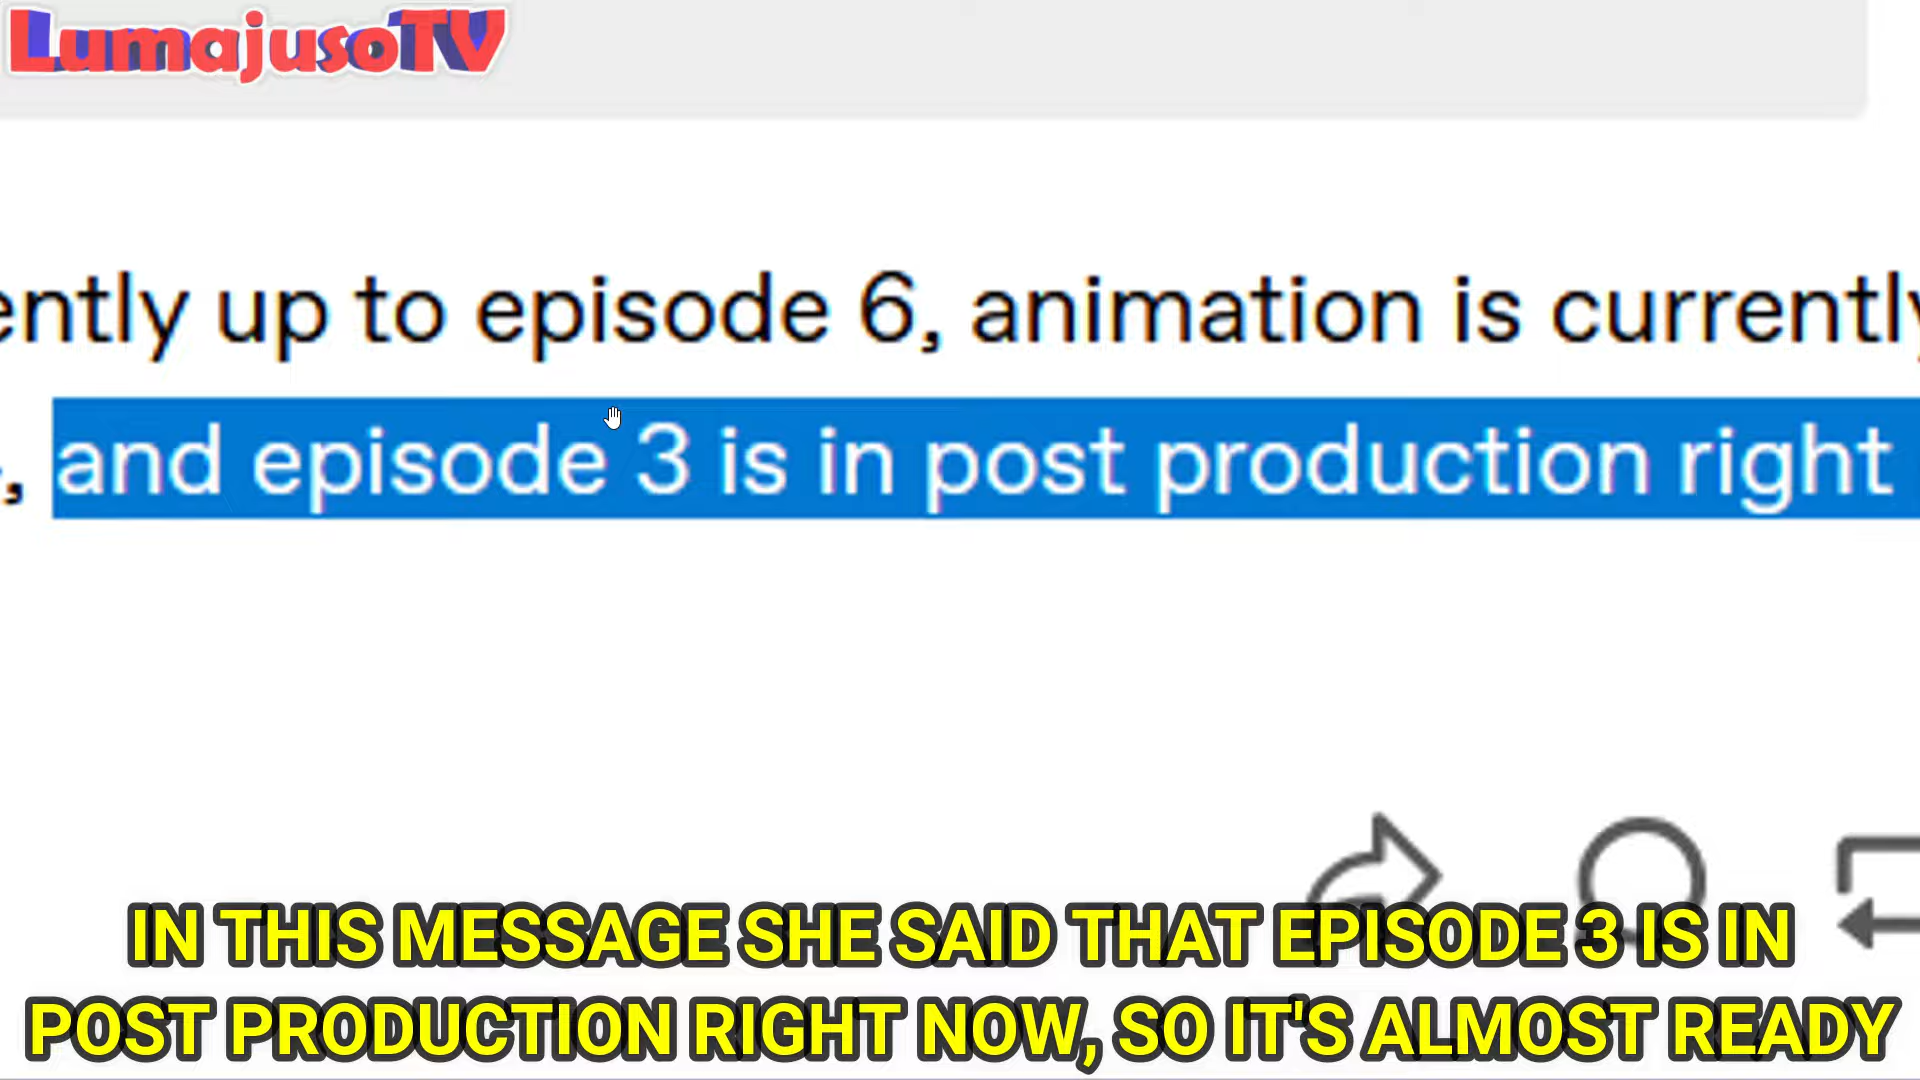 LumajusoTV
ently up to episode 6, animation is currently
, and episode 3 is in post production right
IN THIS MESSAGE SHE SAID THAT EPISODE 3 IS IN
POST PRODUCTION RIGHT NOW, SO IT'S ALMOST READY